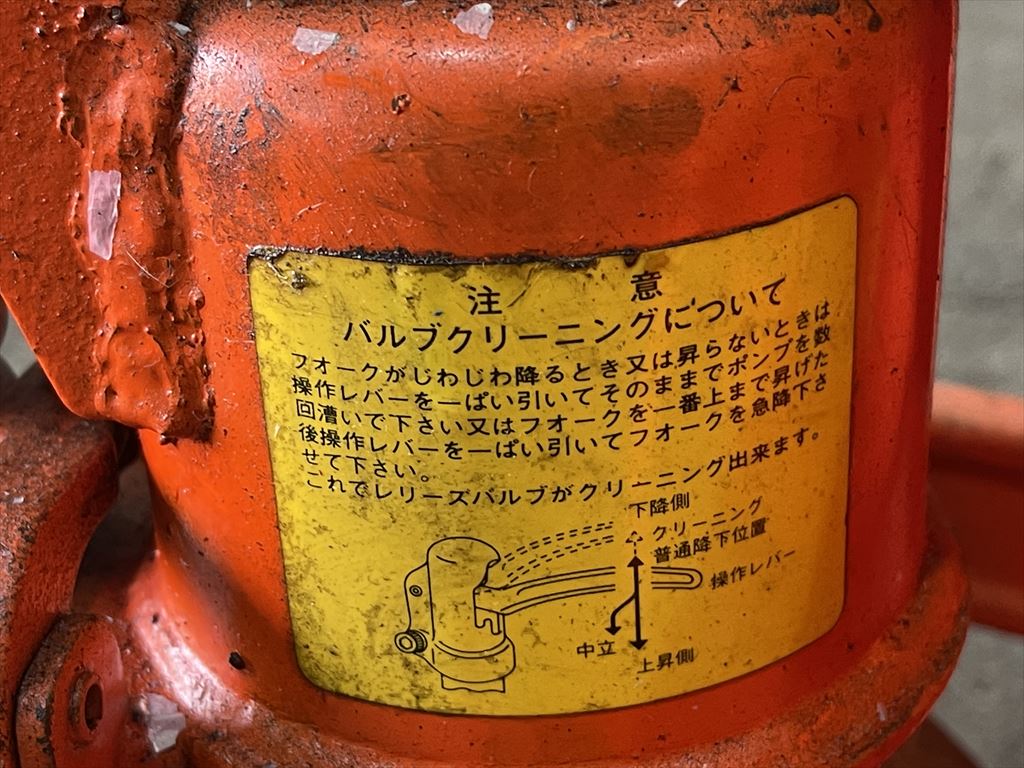 注意
バルブクリーニングについて
フオークがじわじわ降るとき又は昇らないときは
操作レバーを一ぱい引いてそのままでポンプを数
回漕いで下さい又はフオークを一番上まで昇げた
後操作レバーを一ぱい引いてフオークを急降下さ
せて下さい。
これでレリーズバルブがクリーニング出来ます。
下降側
クリーニング
普通降下位置
操作レバー
中立
上昇側